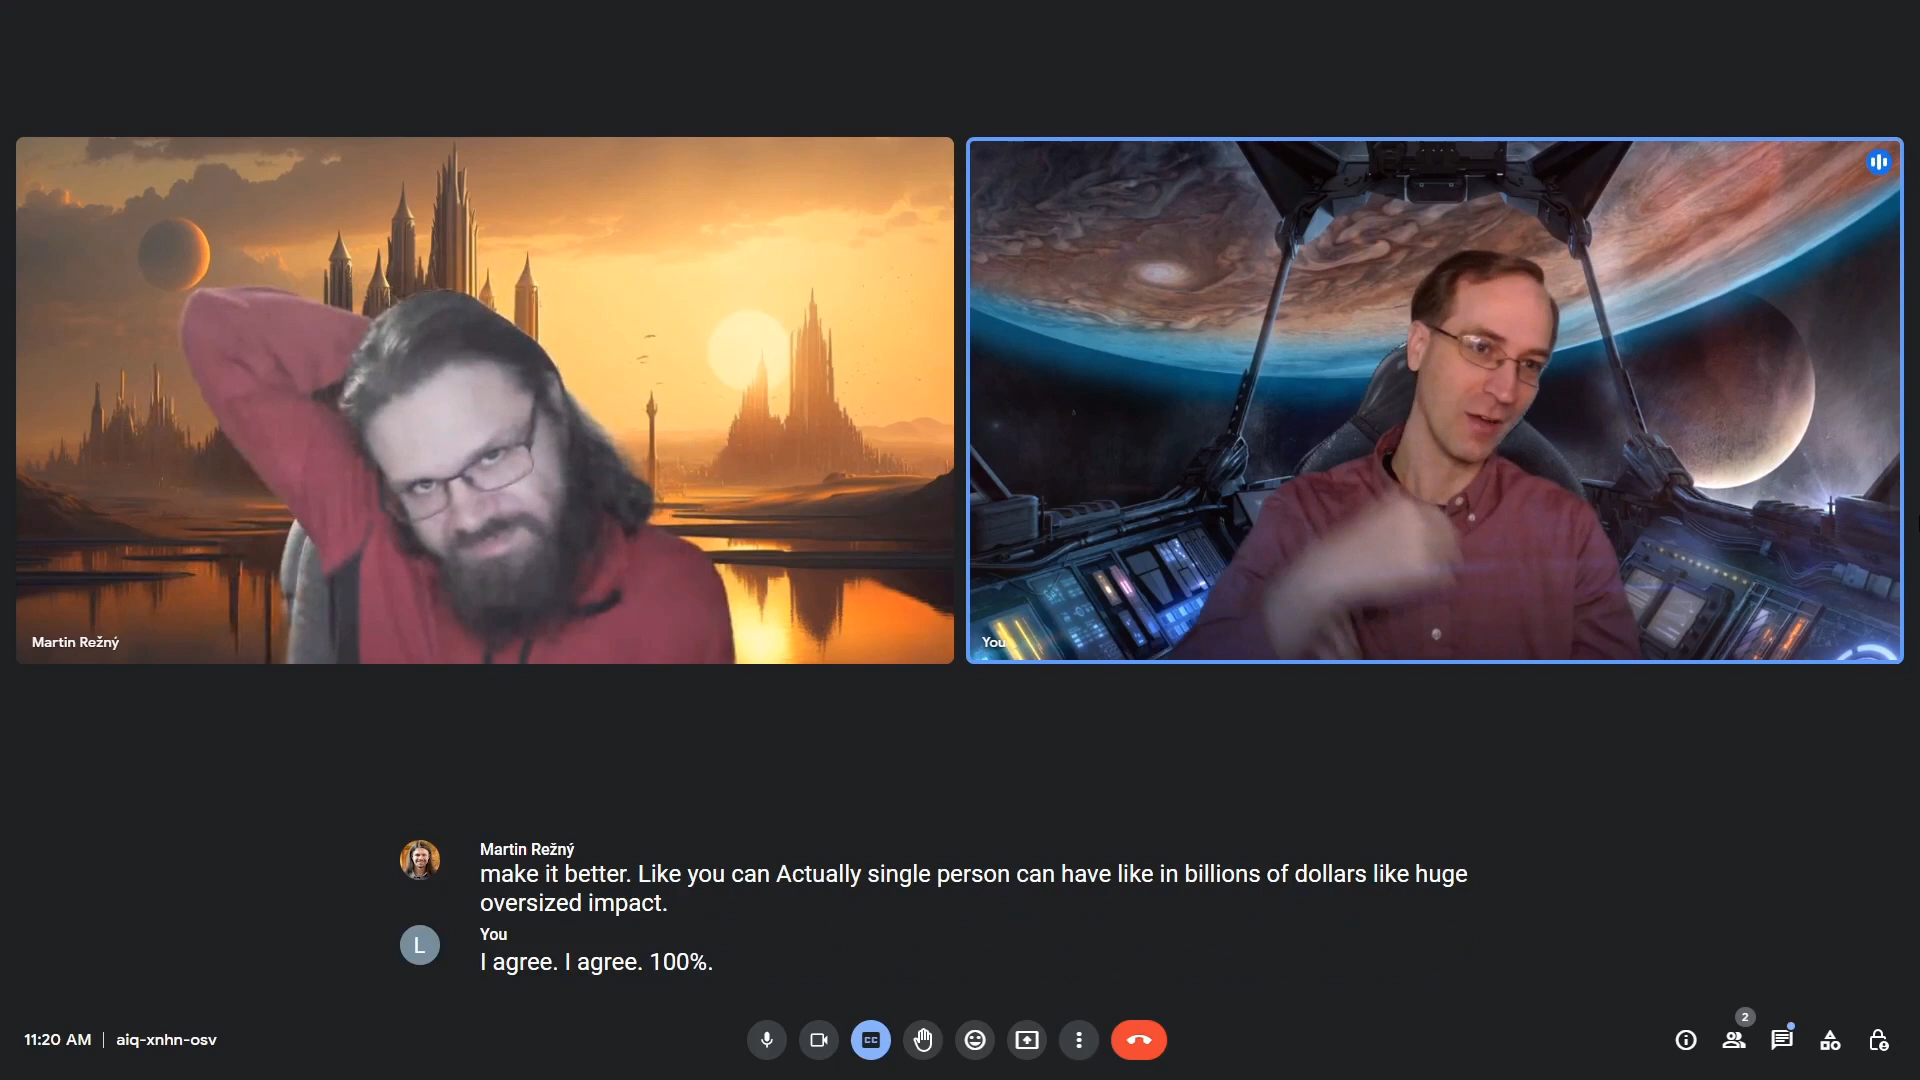 Martin Režný
You
Martin Režný
make it better. Like you can Actually single person can have like in billions of dollars like huge
oversized impact.
L
You
I agree. I agree. 100%.
2
11:20 AM | aiq-xnhn-osv
CC